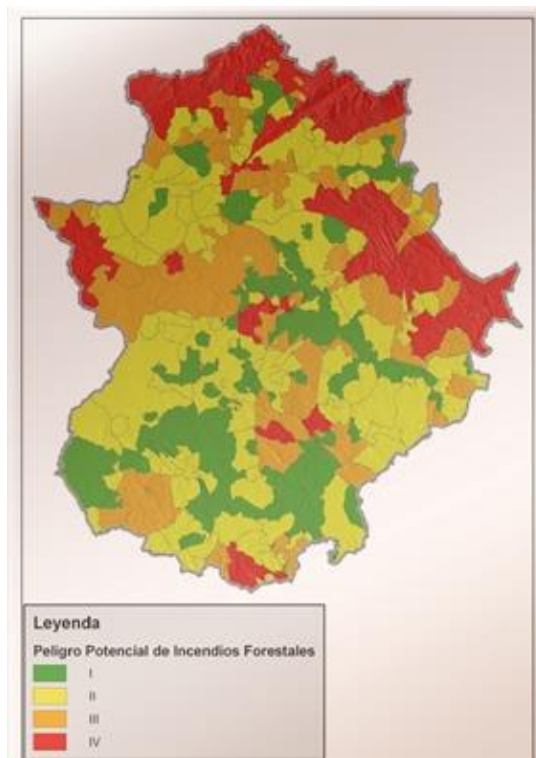 Leyenda
Peligro Potencial de Incendios Forestales
I
II
III
IV